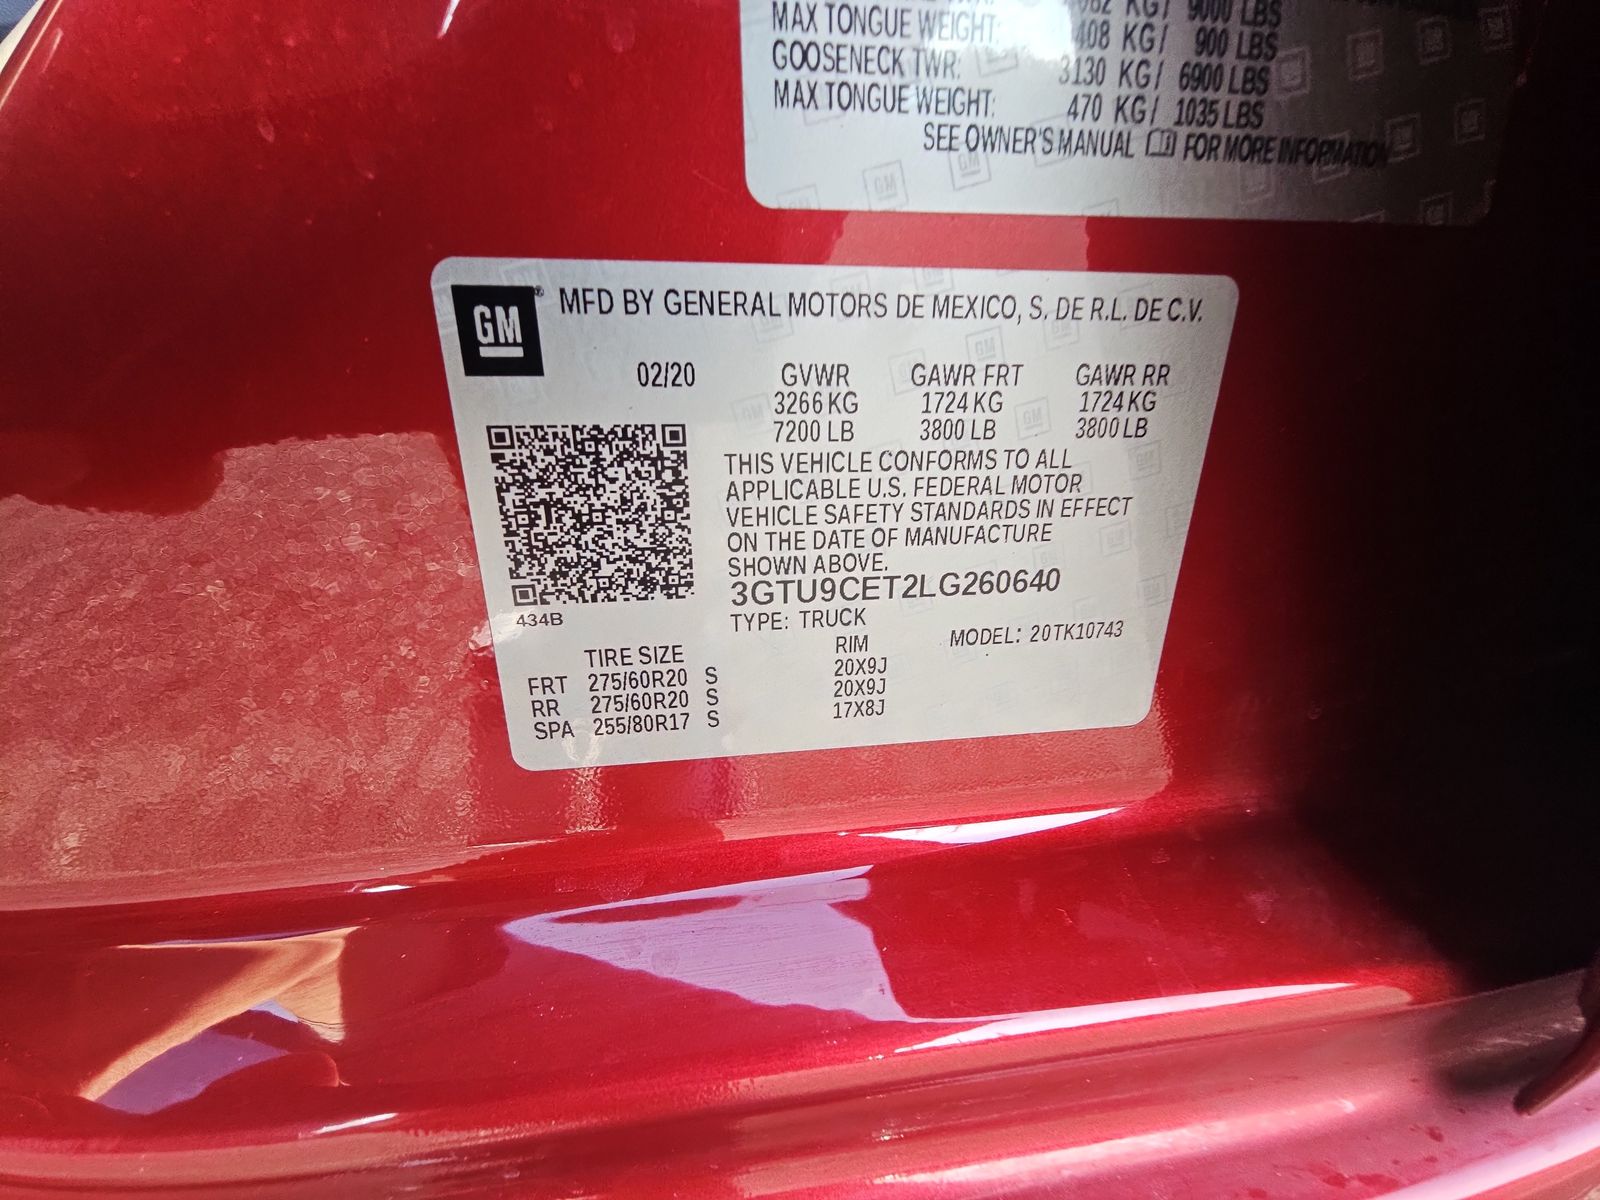 KG/ 9000 LBS
MAX TONGUE WEIGHT: 408 KG/ 900 LBS
GOOSENECK TWR: 3130 KG/ 6900 LBS
MAX TONGUE WEIGHT: 470 KG/ 1035 LBS
SEE OWNER'S MANUAL FOR MORE INFORMATION
GM® MFD BY GENERAL MOTORS DE MEXICO, S. DE R.L. DE C.V.
02/20 GVWR GAWR FRT GAWR RR
3266 KG 1724 KG 1724 KG
7200 LB 3800 LB 3800 LB
THIS VEHICLE CONFORMS TO ALL
APPLICABLE U.S. FEDERAL MOTOR
VEHICLE SAFETY STANDARDS IN EFFECT
ON THE DATE OF MANUFACTURE
SHOWN ABOVE.
3GTU9CET2LG260640
434B
TYPE: TRUCK
MODEL: 20TK10743
TIRE SIZE RIM
FRT 275/60R20 S 20X9J
RR 275/60R20 S 20X9J
SPA 255/80R17 S 17X8J